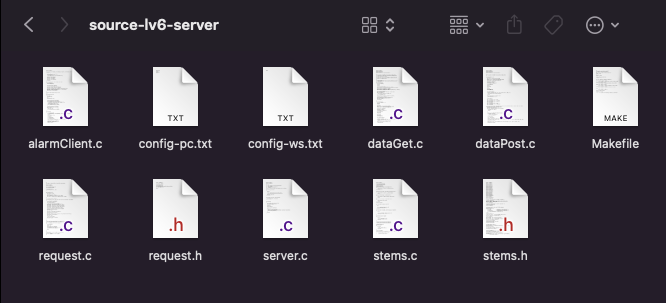 source-lv6-server
.C
TXT
TXT
.C
.C
MAKE
alarmClient.c
config-pc.txt
config-ws.txt
dataGet.c
dataPost.c
Makefile
.C
.h
.C
.C
.h
request.c
request.h
server.c
stems.c
stems.h